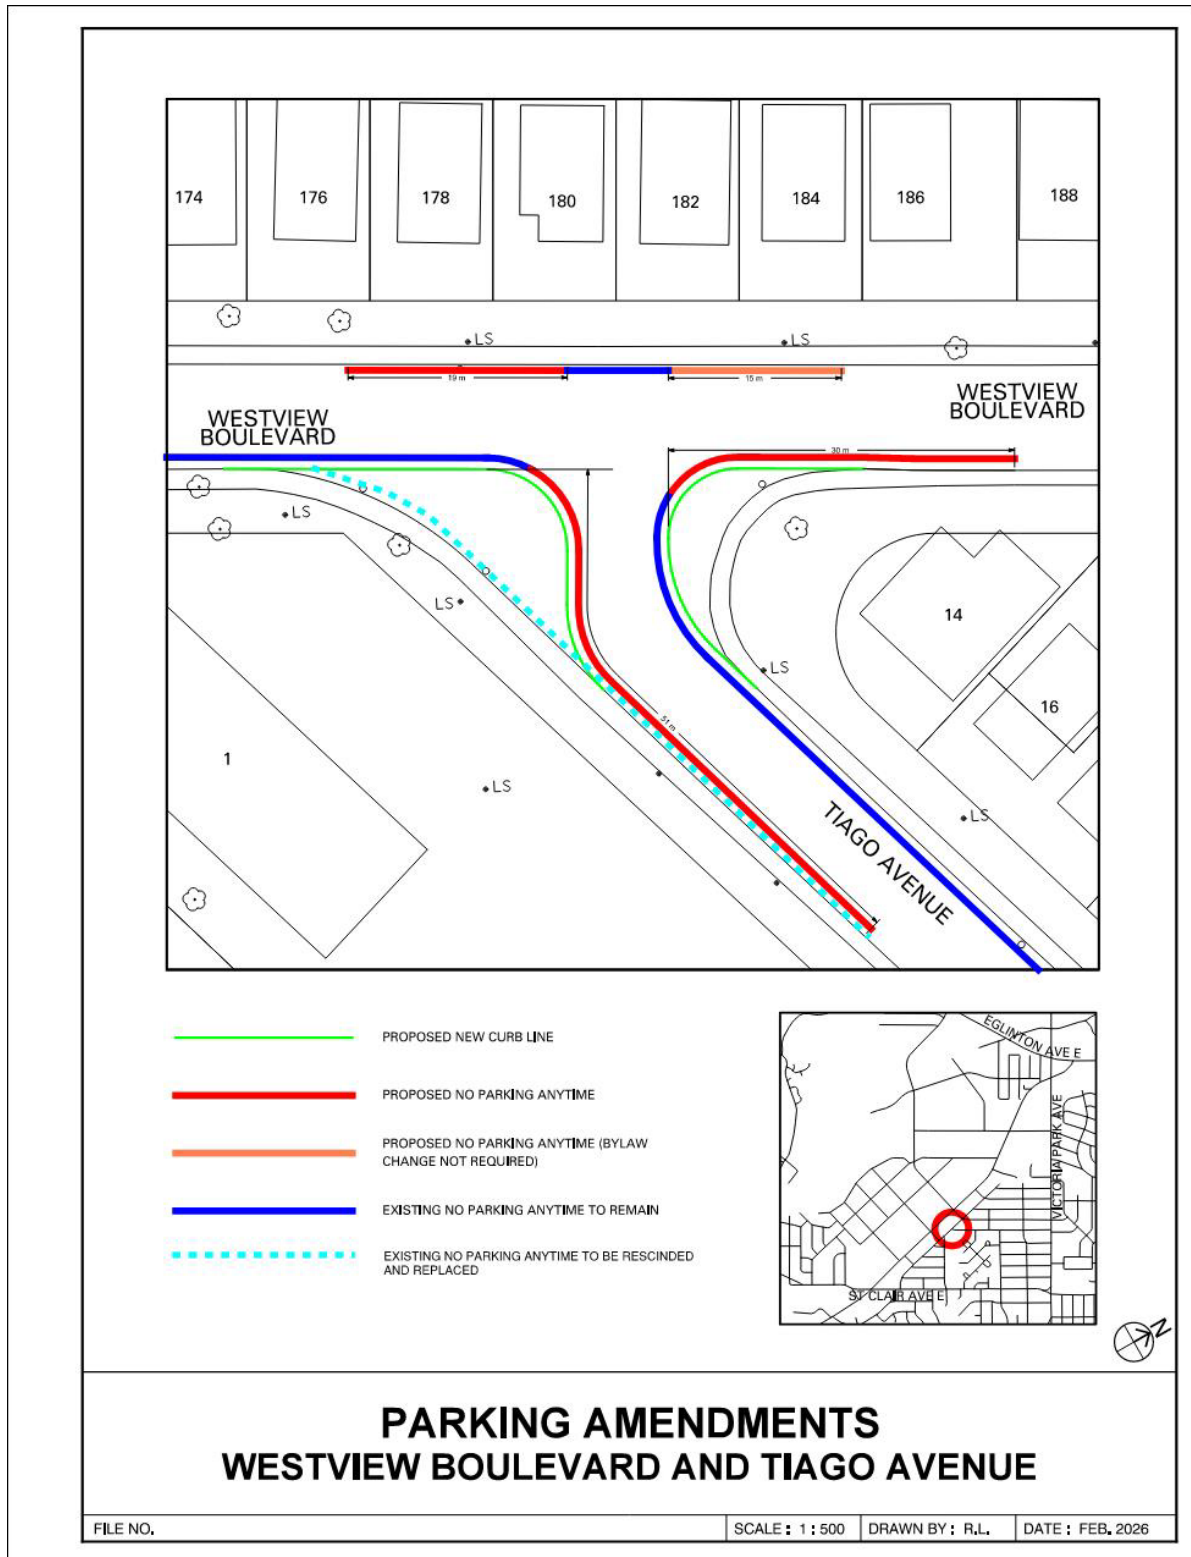 174
176
178
180
182
184
186
188
LS
LS
19 m
15 m
WESTVIEW
BOULEVARD
WESTVIEW
BOULEVARD
30 m
LS
LS
14
LS
16
51 m
1
LS
TIAGO AVENUE
LS
PROPOSED NEW CURB LINE
PROPOSED NO PARKING ANYTIME
PROPOSED NO PARKING ANYTIME (BYLAW
CHANGE NOT REQUIRED)
EXISTING NO PARKING ANYTIME TO REMAIN
EXISTING NO PARKING ANYTIME TO BE RESCINDED
AND REPLACED
EGLINTON AVE E
VICTORIA PARK AVE
ST CLAIR AVE E
N
PARKING AMENDMENTS
WESTVIEW BOULEVARD AND TIAGO AVENUE
FILE NO.
SCALE : 1 : 500
DRAWN BY : R.L.
DATE : FEB. 2026